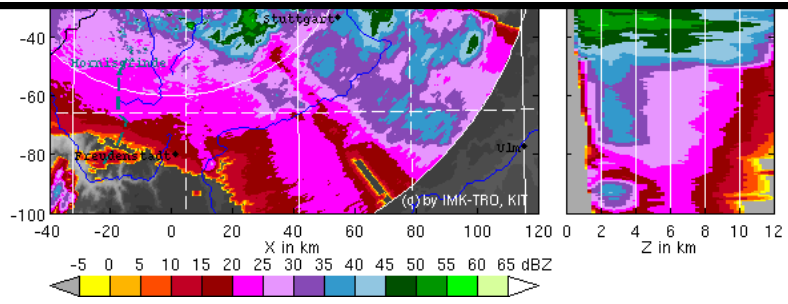 Stuttgart
-40
Hornisgrinde
-60
-80
Freudenstadt
Ulm
-100
(c) by IMK-TRO, KIT
-40 -20 0 20 40 60 80 100 120
0 2 4 6 8 10 12
X in km
Z in km
-5 0 5 10 15 20 25 30 35 40 45 50 55 60 65 dBZ